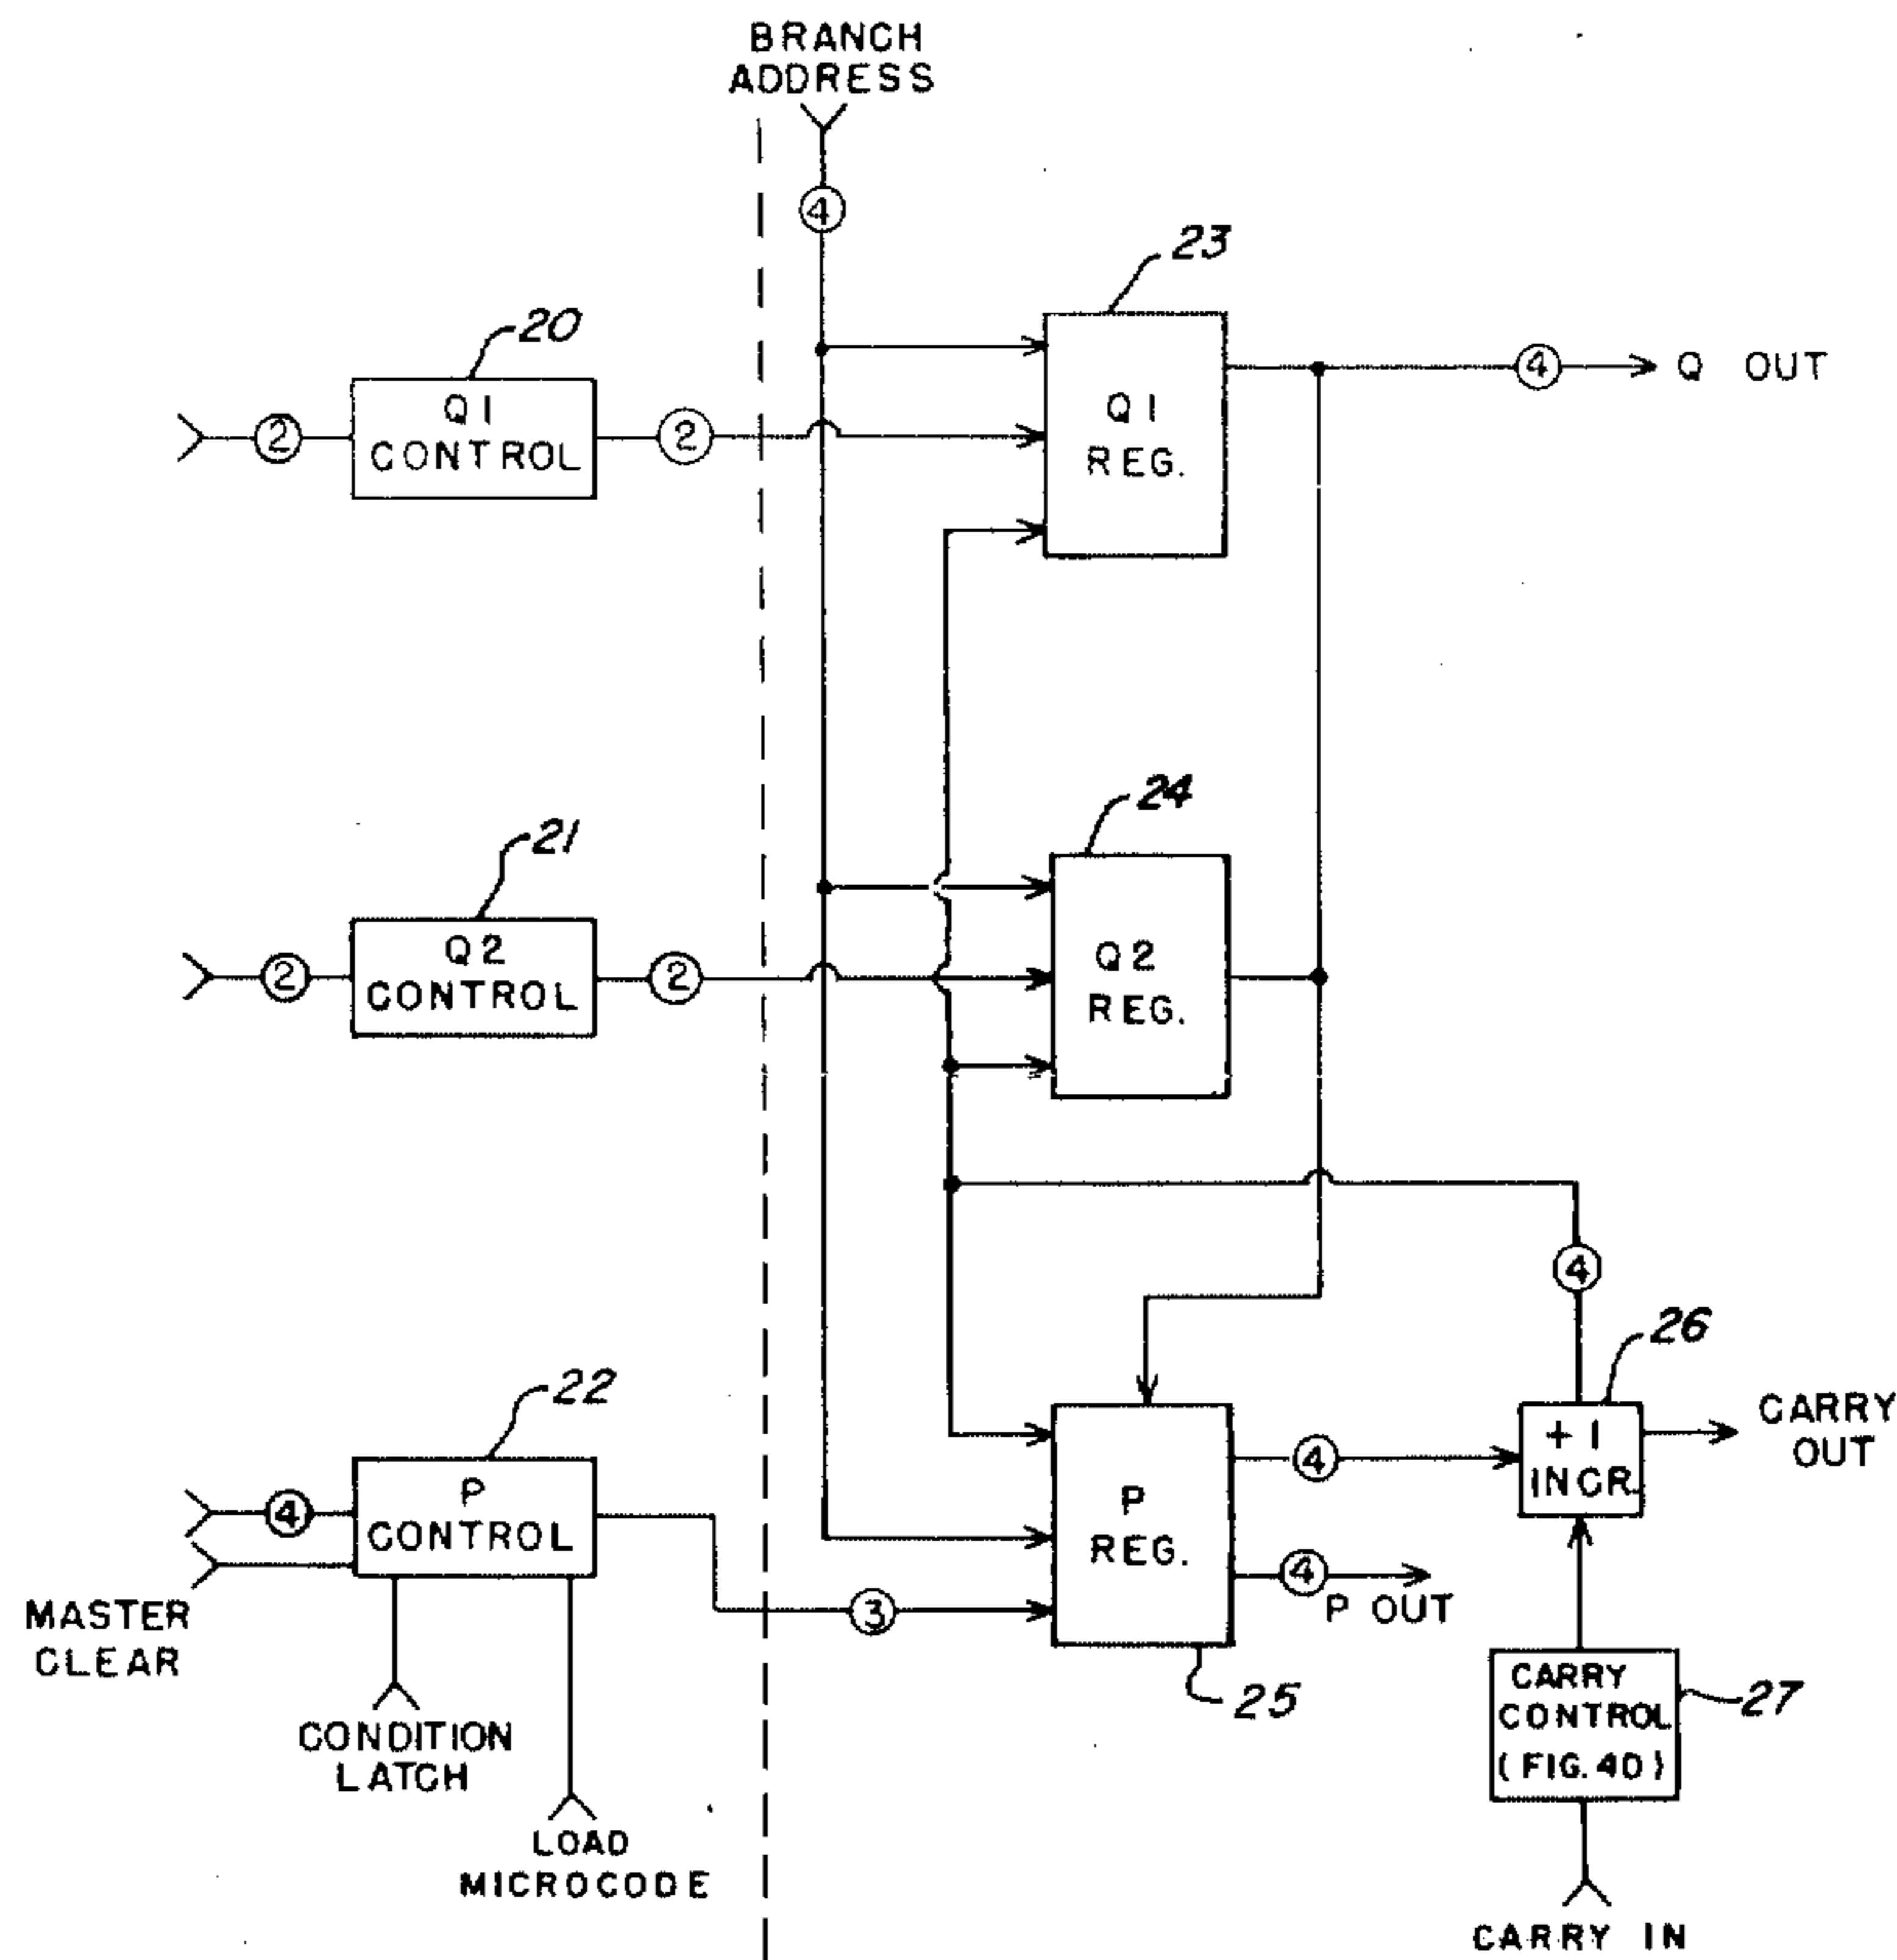 BRANCH
ADDRESS
4
23
20
Q1
CONTROL
2
2
Q1
REG.
4
Q OUT
24
21
Q2
CONTROL
2
2
Q2
REG.
4
26
22
P
CONTROL
4
MASTER
CLEAR
CONDITION
LATCH
LOAD
MICROCODE
3
P
REG.
4
4
P OUT
25
+1
INCR.
CARRY
OUT
CARRY
CONTROL
(FIG. 4D)
27
CARRY IN